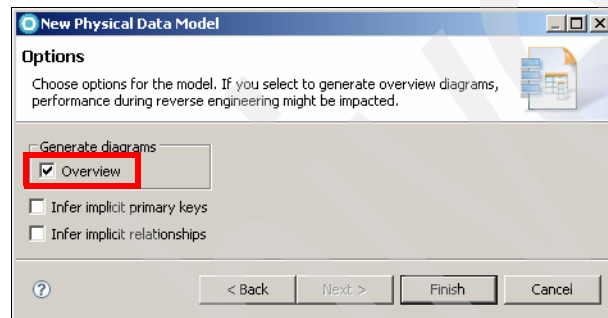 New Physical Data Model
Options
Choose options for the model. If you select to generate overview diagrams,
performance during reverse engineering might be impacted.
Generate diagrams
Overview
Infer implicit primary keys
Infer implicit relationships
? < Back Next > Finish Cancel